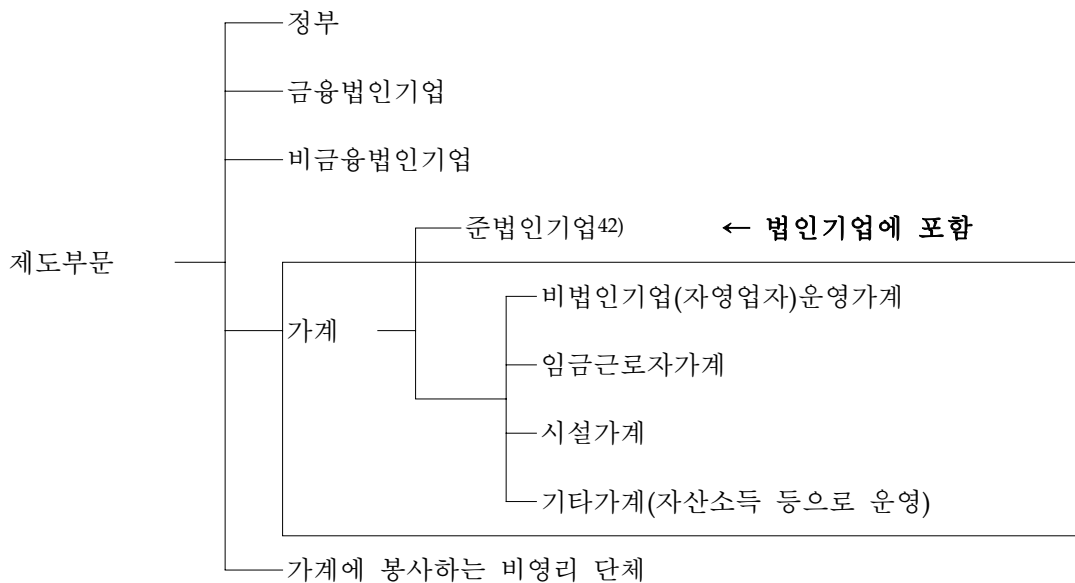 정부
금융법인기업
비금융법인기업
준법인기업42) ← 법인기업에 포함
제도부문
비법인기업(자영업자)운영가계
가계
임금근로자가계
시설가계
기타가계(자산소득 등으로 운영)
가계에 봉사하는 비영리 단체